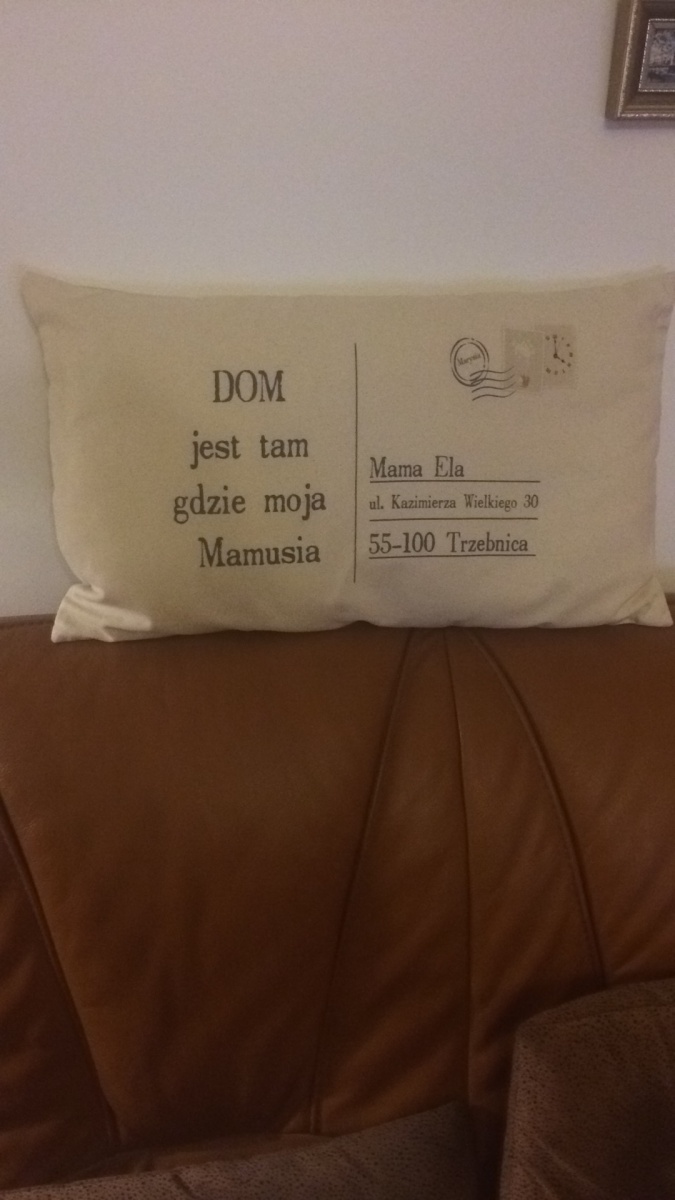 DOM
jest tam
gdzie moja
Mamusia
Mama Ela
ul. Kazimierza Wielkiego 30
55-100 Trzebnica